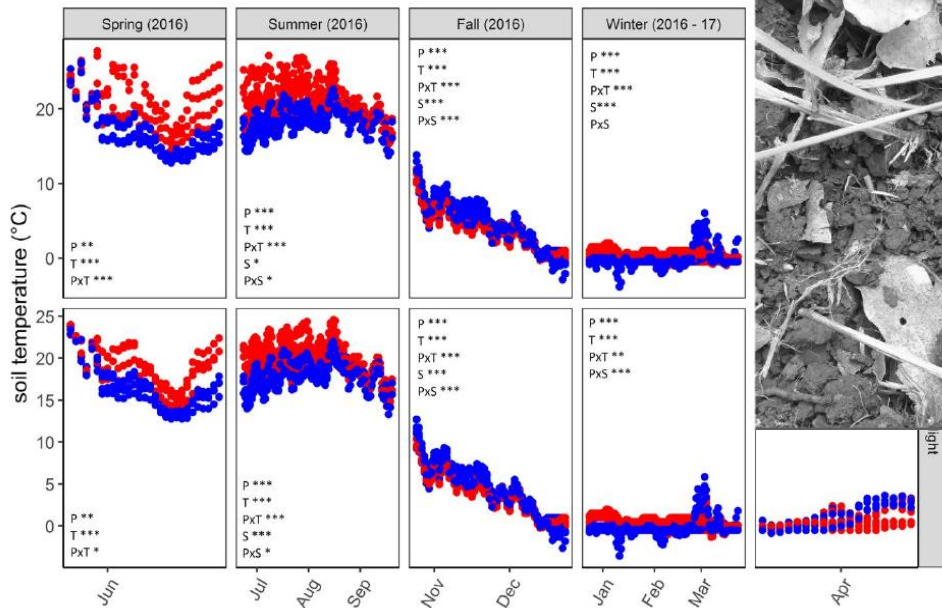 Spring (2016)
Summer (2016)
Fall (2016)
Winter (2016 - 17)
soil temperature (°C)
20
10
0
P **
T ***
PxT ***
P ***
T ***
PxT ***
S *
PxS *
P ***
T ***
PxT ***
S***
PxS ***
P ***
T ***
PxT ***
S***
PxS
25
20
15
10
5
0
P **
T ***
PxT *
P ***
T ***
PxT ***
S ***
PxS *
P ***
T ***
PxT ***
S ***
PxS ***
P ***
T ***
PxT **
PxS ***
ight
Jun
Jul
Aug
Sep
Nov
Dec
Jan
Feb
Mar
Apr